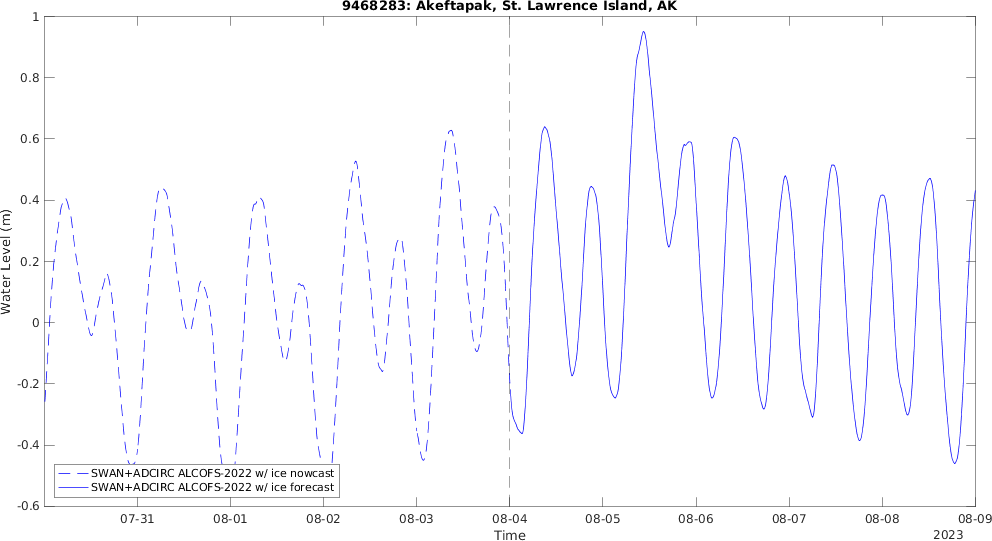 9468283: Akeftapak, St. Lawrence Island, AK
1
0.8
0.6
0.4
0.2
0
-0.2
-0.4
-0.6
Water Level (m)
SWAN+ADCIRC ALCOFS-2022 w/ ice nowcast
SWAN+ADCIRC ALCOFS-2022 w/ ice forecast
07-31 08-01 08-02 08-03 08-04 08-05 08-06 08-07 08-08 08-09
Time
2023